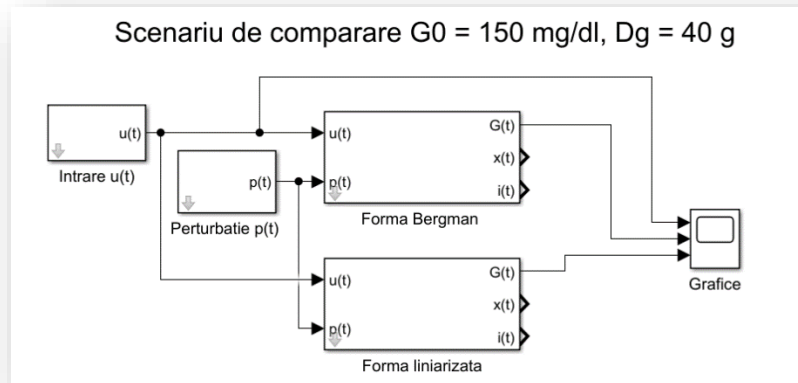 Scenariu de comparare G0 = 150 mg/dl, Dg = 40 g
u(t)
Intrare u(t)
p(t)
Perturbatie p(t)
u(t)
p(t)
G(t)
x(t)
i(t)
Forma Bergman
u(t)
p(t)
G(t)
x(t)
i(t)
Forma liniarizata
Grafice